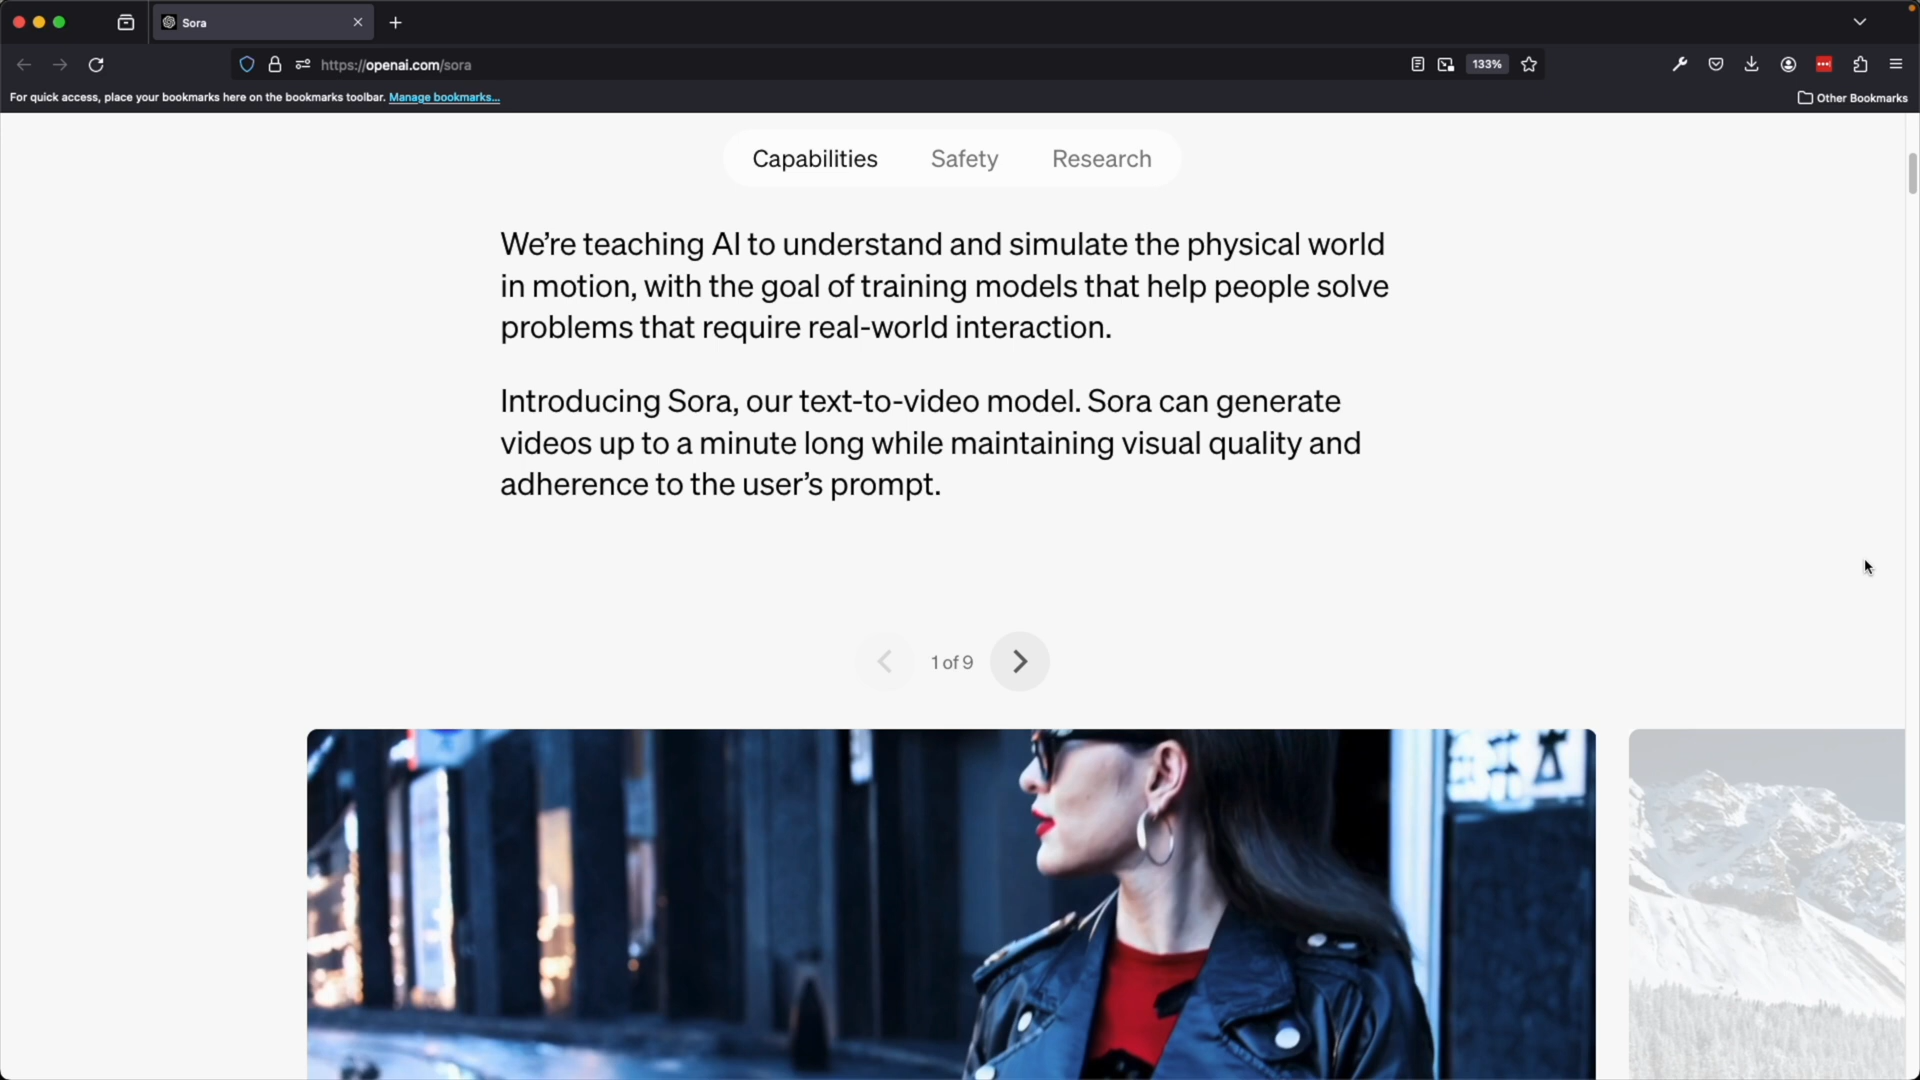 Sora
https://openai.com/sora
133%
For quick access, place your bookmarks here on the bookmarks toolbar. Manage bookmarks...
Other Bookmarks
Capabilities
Safety
Research
We’re teaching AI to understand and simulate the physical world
in motion, with the goal of training models that help people solve
problems that require real-world interaction.
Introducing Sora, our text-to-video model. Sora can generate
videos up to a minute long while maintaining visual quality and
adherence to the user’s prompt.
1 of 9